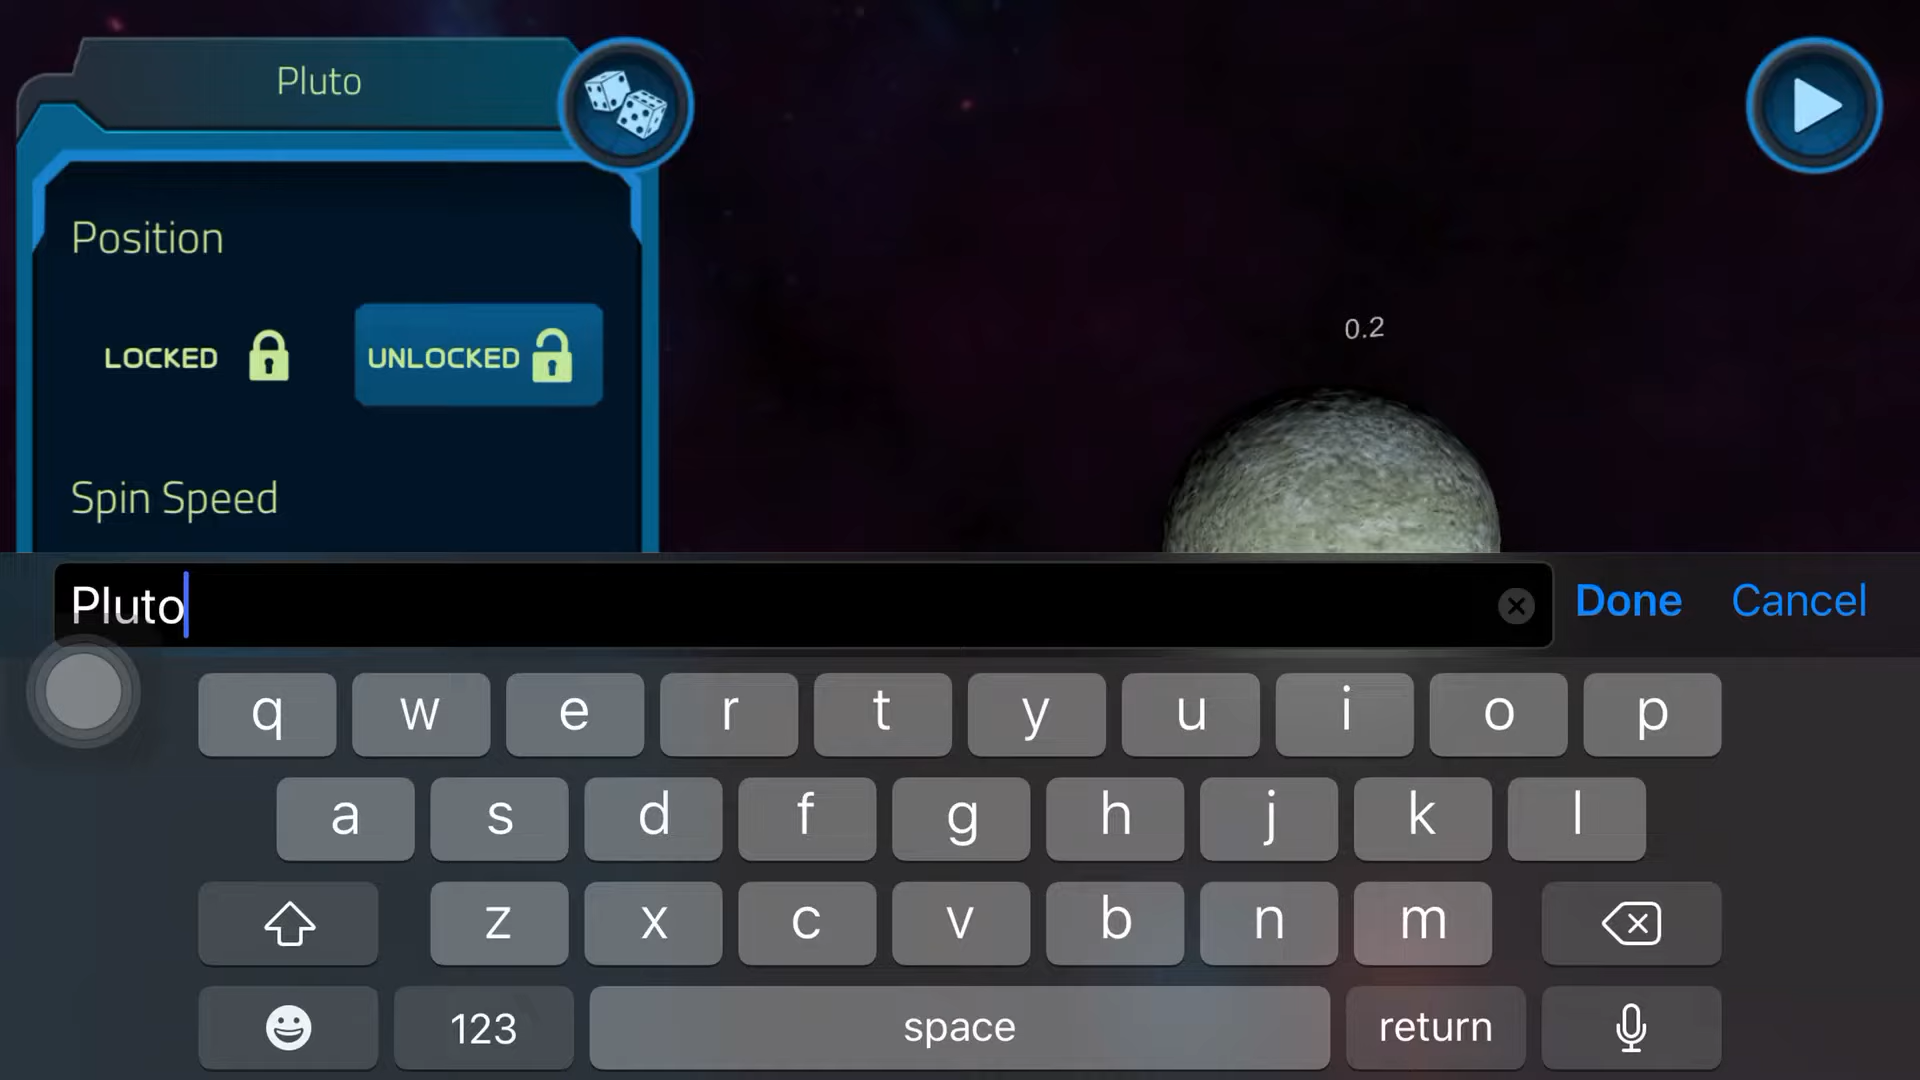 Pluto
Position
LOCKED UNLOCKED
0.2
Spin Speed
Pluto Done Cancel
q w e r t y u i o p
a s d f g h j k l
z x c v b n m
123 space return